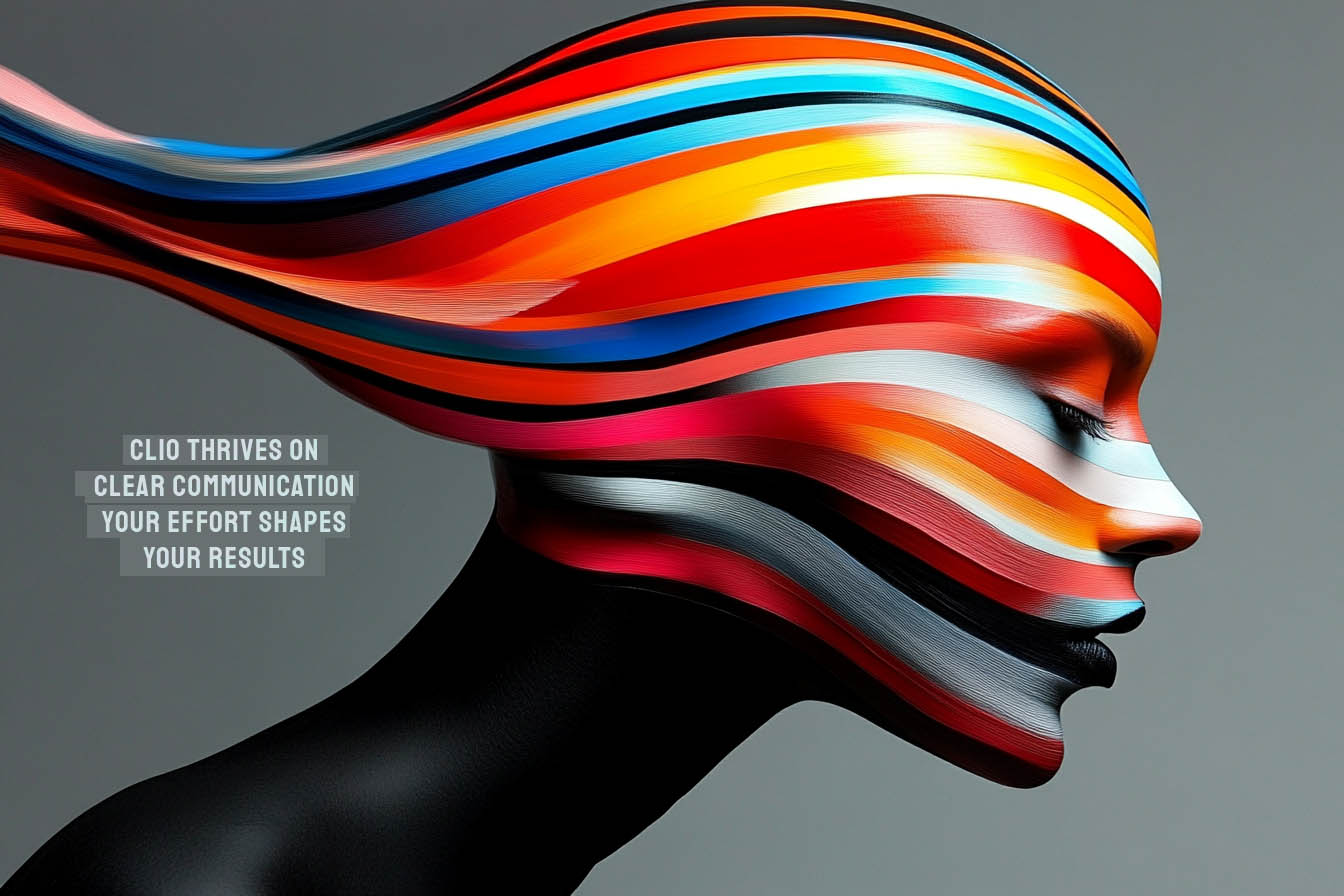 CLIO THRIVES ON
CLEAR COMMUNICATION
YOUR EFFORT SHAPES
YOUR RESULTS